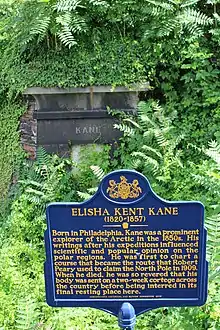 KANE
ELISHA KENT KANE
(1820-1857)
Born in Philadelphia, Kane was a prominent
explorer of the Arctic in the 1850s. His
writings after his expeditions influenced
scientific and popular opinion on the
polar regions. He was first to chart a
course that became the route that Robert
Peary used to claim the North Pole in 1909.
When he died, he was so revered that his
body was sent on a two-week cortege across
the country before being interred in its
final resting place here.